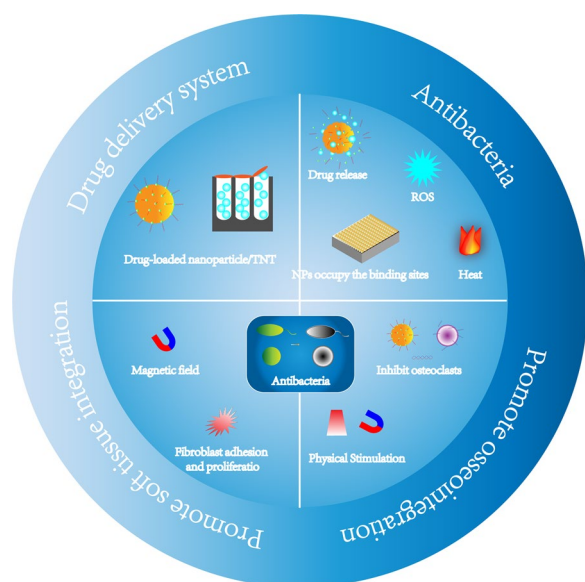 Drug delivery system
Antibacteria
Drug release
ROS
Drug-loaded nanoparticle/TNT
NPs occupy the binding sites
Heat
Magnetic field
Antibacteria
Inhibit osteoclasts
Fibroblast adhesion
and proliferatio
Physical Stimulation
Promote soft tissue integration
Promote osseointegration